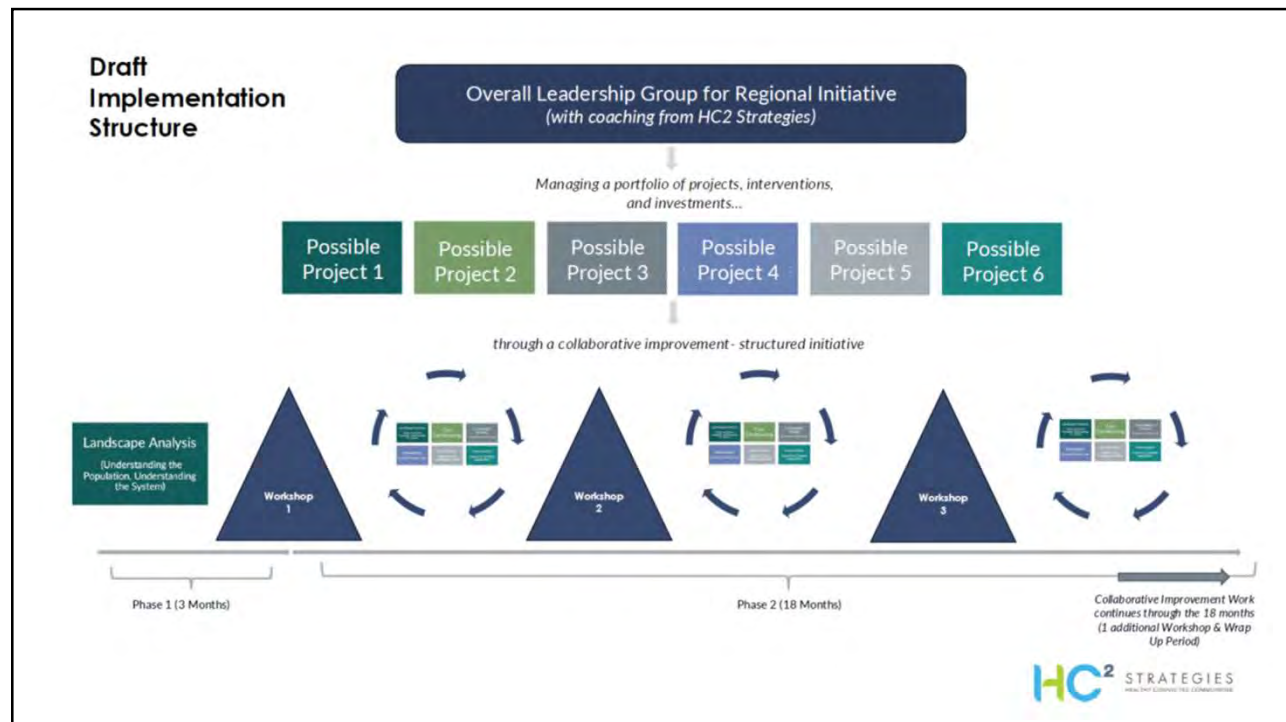 Draft
Implementation
Structure
Overall Leadership Group for Regional Initiative
(with coaching from HC2 Strategies)
Managing a portfolio of projects, interventions,
and investments...
Possible
Project 1
Possible
Project 2
Possible
Project 3
Possible
Project 4
Possible
Project 5
Possible
Project 6
through a collaborative improvement- structured initiative
Landscape Analysis
(Understanding the
Population, Understanding
the System)
Workshop
1
Workshop
2
Workshop
3
Phase 1 (3 Months)
Phase 2 (18 Months)
Collaborative Improvement Work
continues through the 18 months
(1 additional Workshop & Wrap
Up Period)
HC² STRATEGIES
HEALTHY CONNECTED COMMUNITIES